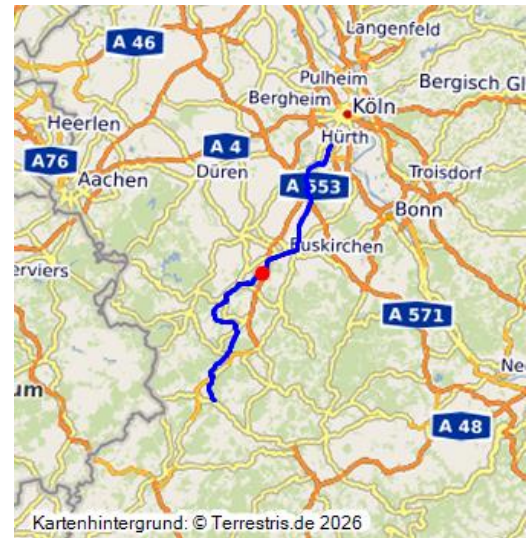 Langenfeld
A 46
Pulheim
Bergisch Gl
Bergheim
Köln
Heerlen
Hürth
A 4
A76
Düren
Troisdorf
Aachen
A 553
Bonn
Euskirchen
erviers
A 571
Ne
um
A 48
Kartenhintergrund: © Terrestris.de 2026